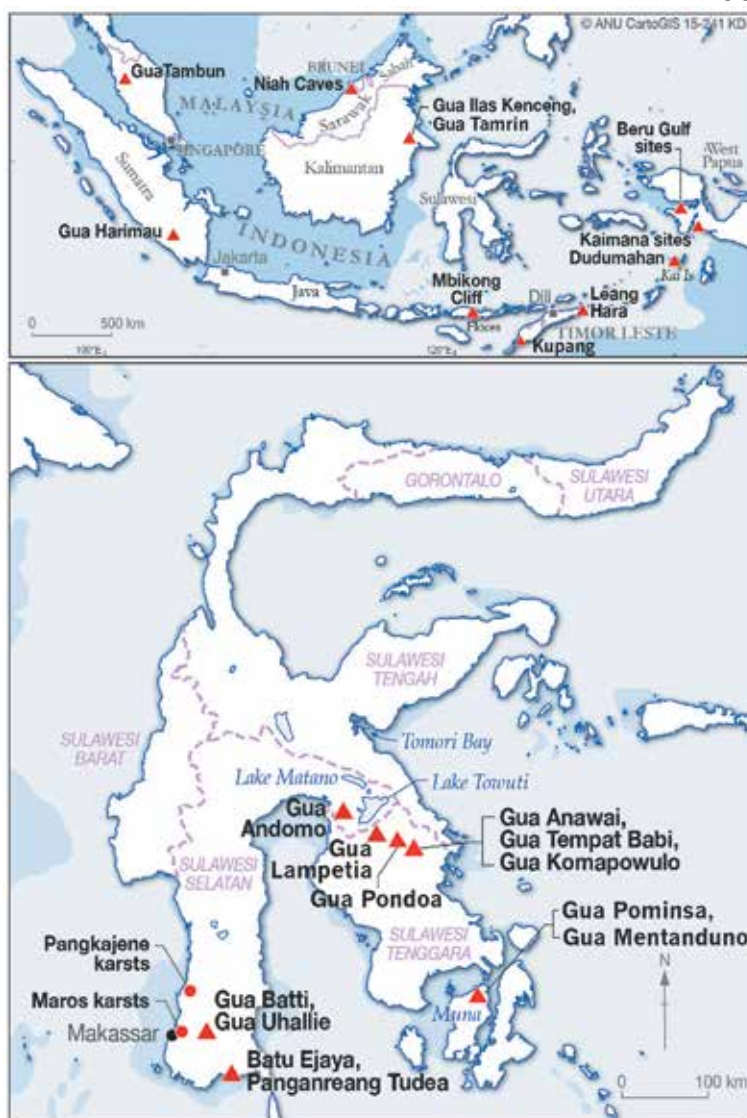 © ANU CartoGIS 15-241 KD
Gua Tambun
BRUNEI
Niah Caves
Sabah
MALAYSIA
Sarawak
Gua Ilas Kenceng,
Gua Tamrin
Beru Gulf
sites
West
Papua
SINGAPORE
Kalimantan
Sumatra
Sulawesi
Gua Harimau
INDONESIA
Kaimana sites
Dudumahan
Kai Is
Jakarta
Java
Mbikong
Cliff
Dili
Leang
Hara
Flores
TIMOR LESTE
Kupang
0 500 km
100°E
120°E
GORONTALO
SULAWESI
UTARA
SULAWESI
TENGAH
SULAWESI
BARAT
Tomori Bay
Lake Matano
Lake Towuti
Gua
Andomo
Gua
Lampetia
Gua Pondoa
Gua Anawai,
Gua Tempat Babi,
Gua Komapowulo
SULAWESI
SELATAN
Gua Pominsa,
Gua Mentanduno
SULAWESI
TENGGARA
Pangkajene
karsts
N
Maros karsts
Gua Batti,
Gua Uhallie
Muna
Makassar
Batu Ejaya,
Panganreang Tudea
0 100 km